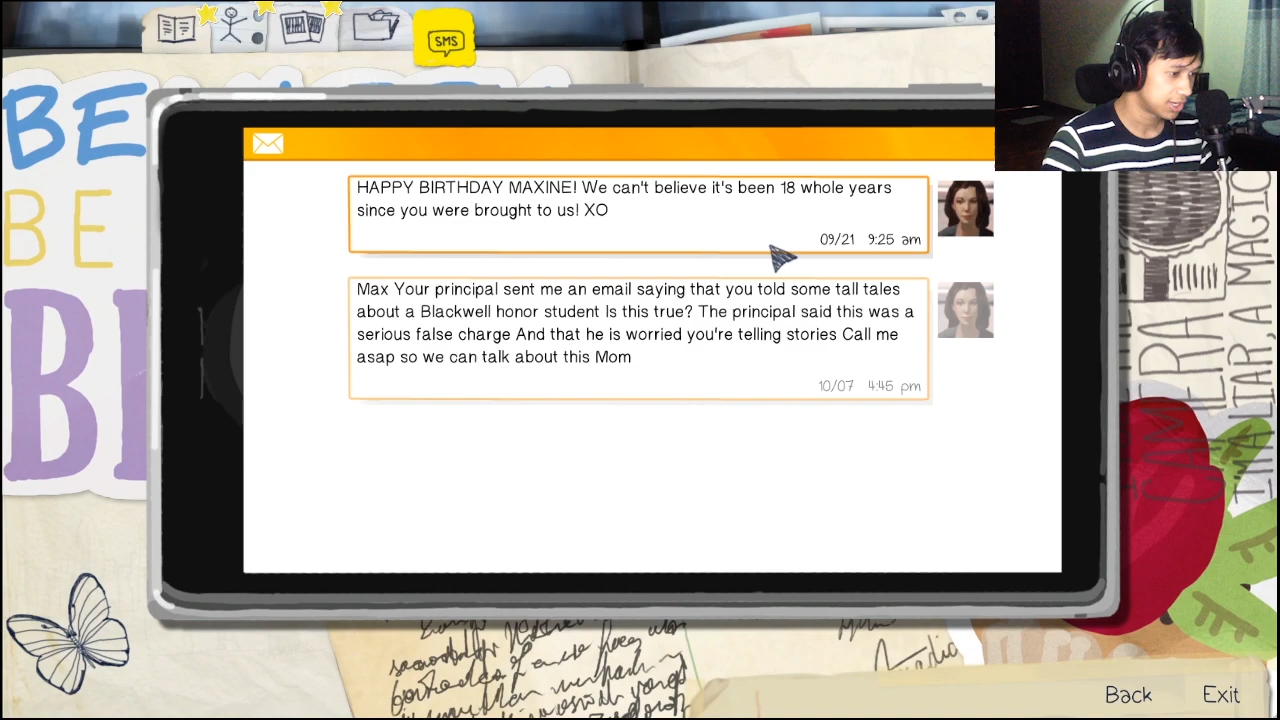 SMS
BE
BE
B
HAPPY BIRTHDAY MAXINE! We can't believe it's been 18 whole years
since you were brought to us! XO
09/21 9:25 am
Max Your principal sent me an email saying that you told some tall tales
about a Blackwell honor student Is this true? The principal said this was a
serious false charge And that he is worried you're telling stories Call me
asap so we can talk about this Mom
10/07 4:45 pm
CAMERA
LIAR, A MAGIC
Back Exit